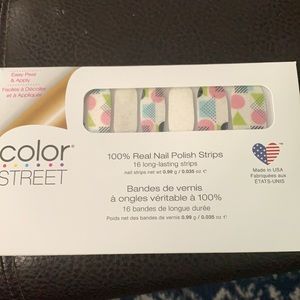 Easy Peel
& Apply
Faciles à Décoller
et à Appliquer
color®
STREET
100% Real Nail Polish Strips
16 long-lasting strips
nail strips net wt 0.99 g / 0.035 oz. ℮
Bandes de vernis
à ongles véritable à 100%
16 bandes de longue durée
Poids net des bandes de vernis 0.99 g / 0.035 oz. ℮
Made In USA
Fabriquées aux
ÉTATS-UNIS